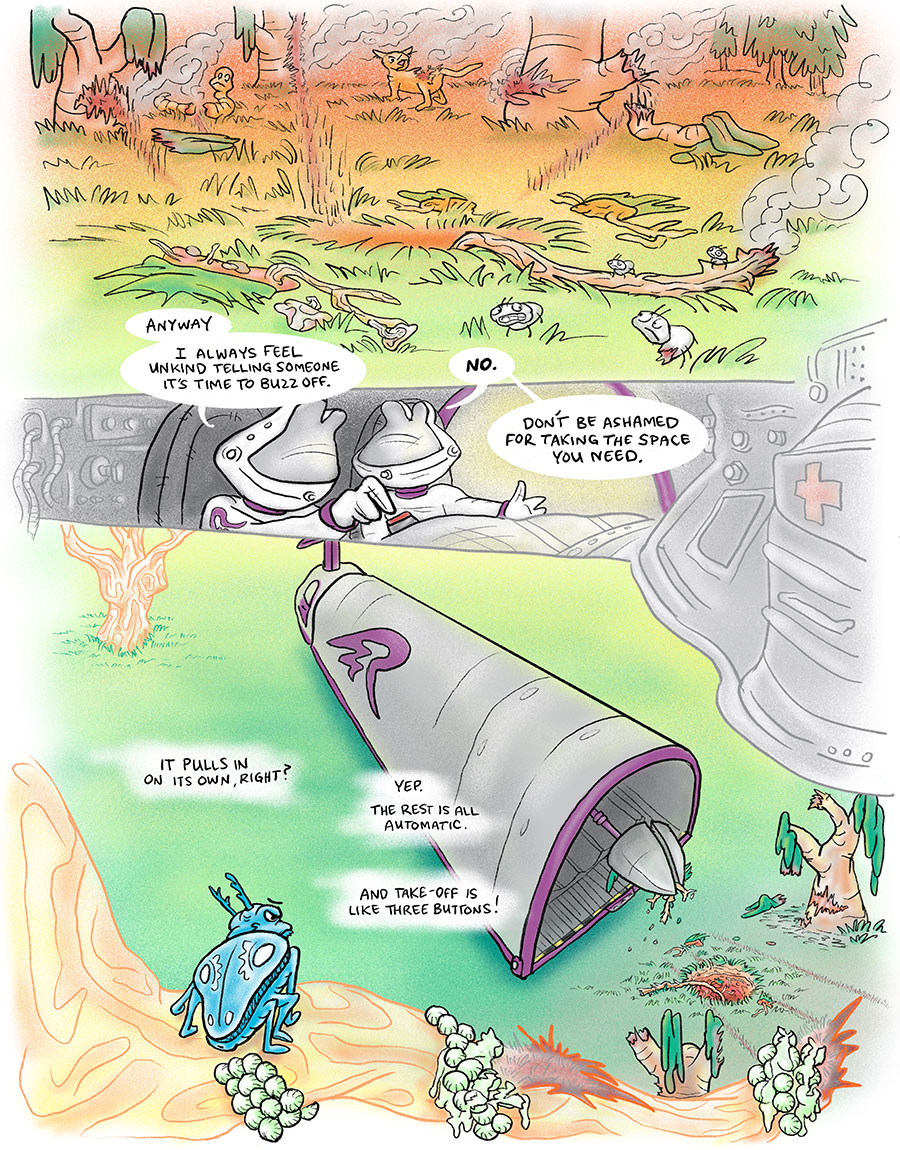 ANYWAY
I ALWAYS FEEL
UNKIND TELLING SOMEONE
IT'S TIME TO BUZZ OFF.
NO.
DON'T BE ASHAMED
FOR TAKING THE SPACE
YOU NEED.
IT PULLS IN
ON ITS OWN, RIGHT?
YEP.
THE REST IS ALL
AUTOMATIC.
AND TAKE-OFF IS
LIKE THREE BUTTONS!